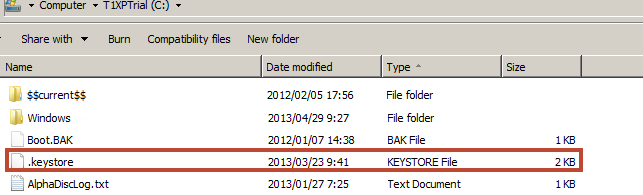 Computer ▸ T1XPTrial (C:) ▸
Share with ▾ Burn Compatibility files New folder
Name Date modified Type Size
$$current$$ 2012/02/05 17:56 File folder
Windows 2013/04/29 9:27 File folder
Boot.BAK 2012/01/07 14:38 BAK File 1 KB
.keystore 2013/03/23 9:41 KEYSTORE File 2 KB
AlphaDiscLog.txt 2013/01/27 7:25 Text Document 1 KB